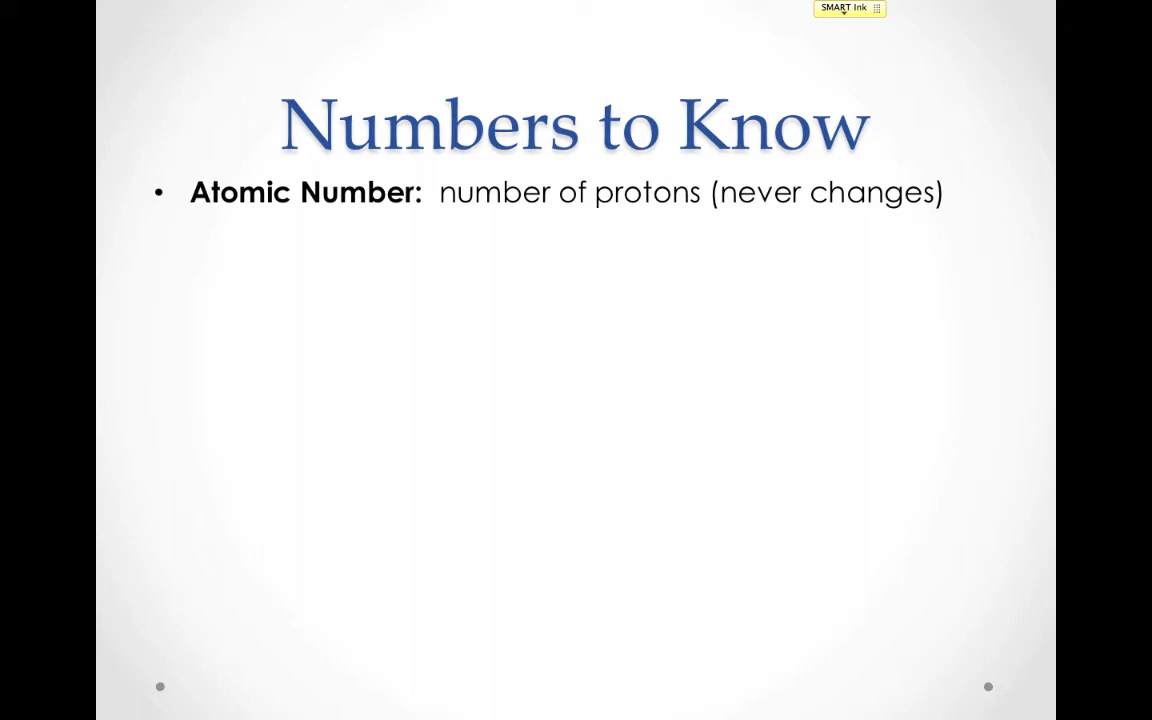 SMART Ink
Numbers to Know
• Atomic Number: number of protons (never changes)